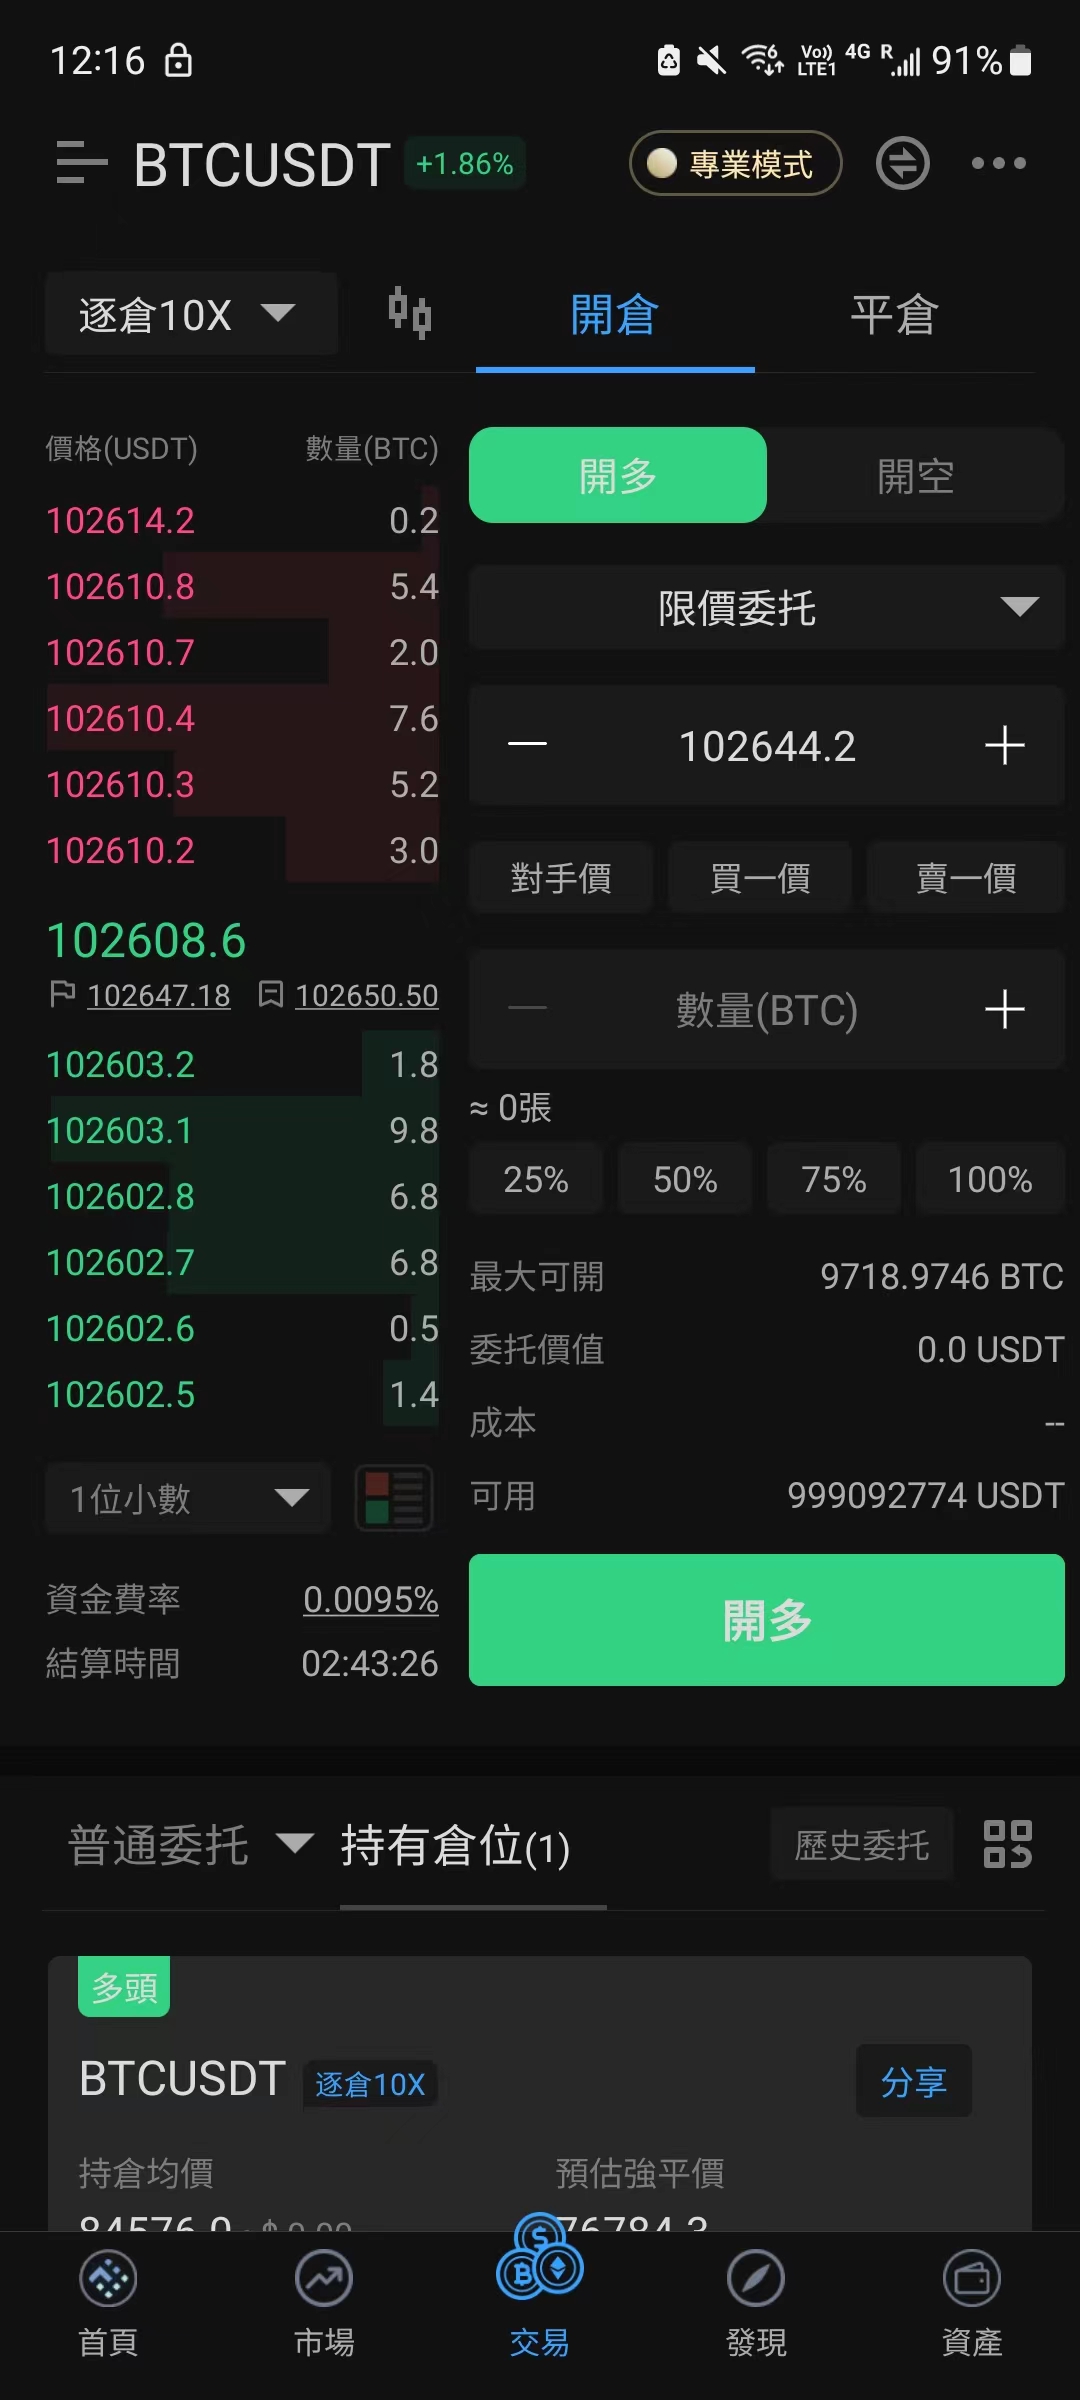 12:16 6 Vo)) LTE1 4G R 91%
BTCUSDT +1.86% 專業模式
逐倉10X 開倉 平倉
價格(USDT) 數量(BTC)
102614.2 0.2
102610.8 5.4
102610.7 2.0
102610.4 7.6
102610.3 5.2
102610.2 3.0
102608.6
102647.18 102650.50
102603.2 1.8
102603.1 9.8
102602.8 6.8
102602.7 6.8
102602.6 0.5
102602.5 1.4
1位小數
資金費率 0.0095%
結算時間 02:43:26
開多 開空
限價委托
102644.2
對手價 買一價 賣一價
數量(BTC)
≈ 0張
25% 50% 75% 100%
最大可開 9718.9746 BTC
委托價值 0.0 USDT
成本 --
可用 999092774 USDT
開多
普通委托 持有倉位(1) 歷史委托
多頭
BTCUSDT 逐倉10X 分享
持倉均價 預估強平價
84576.0 76784.3
首頁 市場 交易 發現 資產